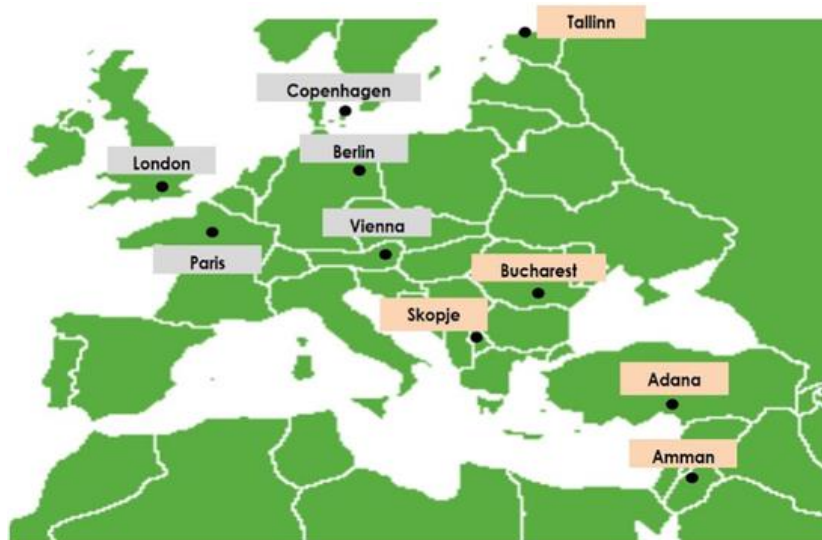 Tallinn
Copenhagen
Berlin
London
Vienna
Paris
Bucharest
Skopje
Adana
Amman